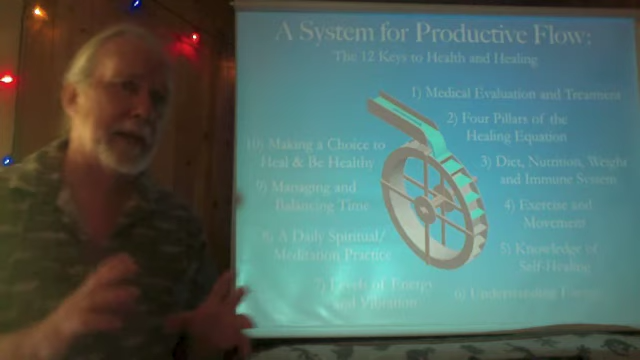 A System for Productive Flow:
The 12 Keys to Health and Healing
1) Medical Evaluation and Treatment
2) Four Pillars of the
Healing Equation
3) Diet, Nutrition, Weight
and Immune System
4) Exercise and
Movement
5) Knowledge of
Self-Healing
6) Understanding
7) Levels of Energy
and Vibration
8) A Daily Spiritual/
Meditation Practice
9) Managing and
Balancing Time
10) Making a Choice to
Heal & Be Healthy